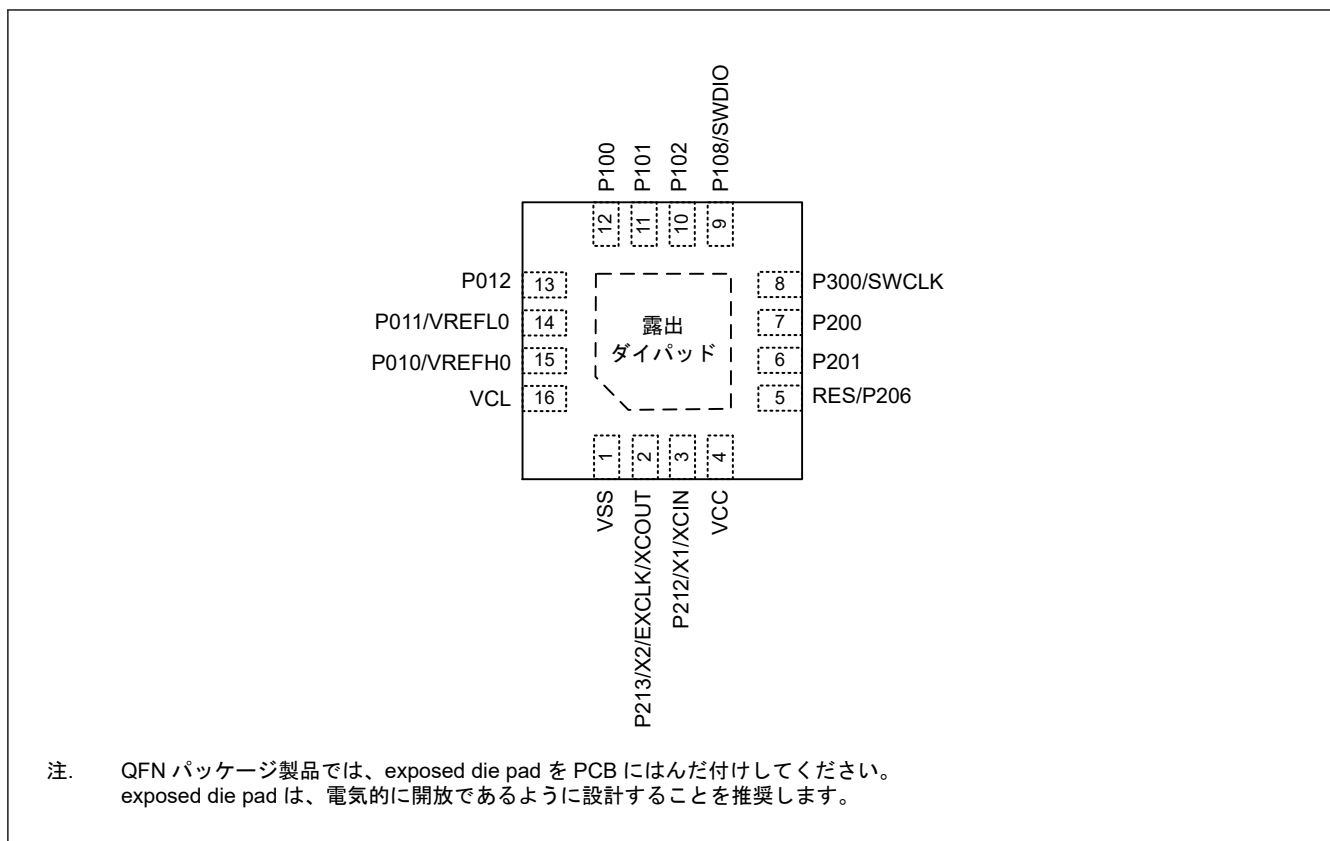 P100
P101
P102
P108/SWDIO
12
11
10
9
P012
13
8
P300/SWCLK
P011/VREFL0
14
露出
ダイパッド
7
P200
P010/VREFH0
15
6
P201
VCL
16
5
RES/P206
1
2
3
4
VSS
P213/X2/EXCLK/XCOUT
P212/X1/XCIN
VCC
注. QFN パッケージ製品では、exposed die pad を PCB にはんだ付けしてください。
exposed die pad は、電気的に開放であるように設計することを推奨します。